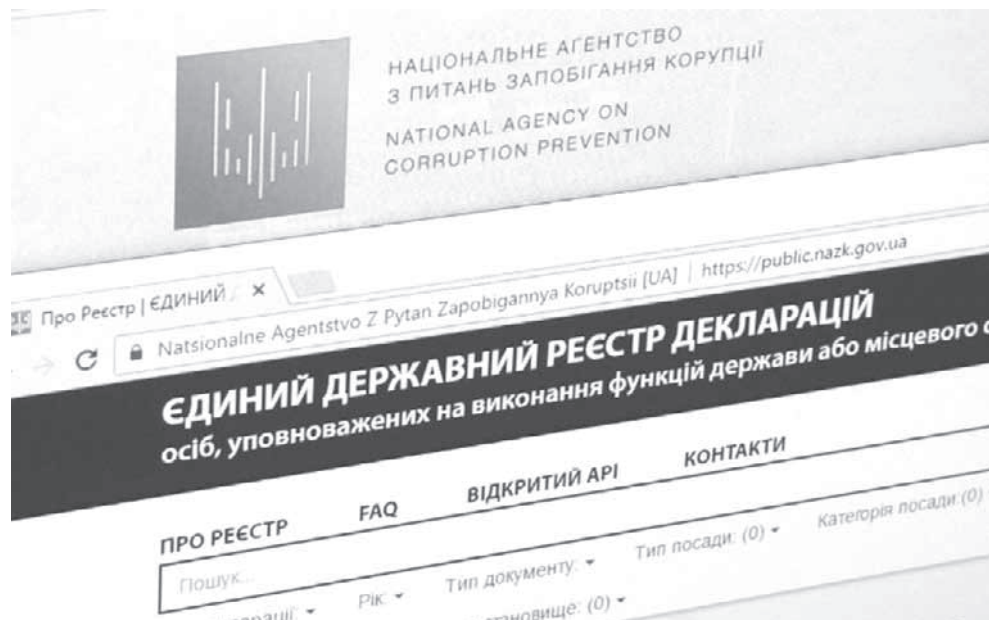 НАЦІОНАЛЬНЕ АГЕНТСТВО
З ПИТАНЬ ЗАПОБІГАННЯ КОРУПЦІЇ
NATIONAL AGENCY ON
CORRUPTION PREVENTION
Про Реєстр | ЄДИНИЙ
Natsionalne Agentstvo Z Pytan Zapobigannya Koruptsii [UA] | https://public.nazk.gov.ua
ЄДИНИЙ ДЕРЖАВНИЙ РЕЄСТР ДЕКЛАРАЦІЙ
осіб, уповноважених на виконання функцій держави або місцевого
ПРО РЕЄСТР FAQ ВІДКРИТИЙ АРІ КОНТАКТИ
Пошук...
Рік: Тип документу: Тип посади: (0) Категорія посади:(0)
(0)